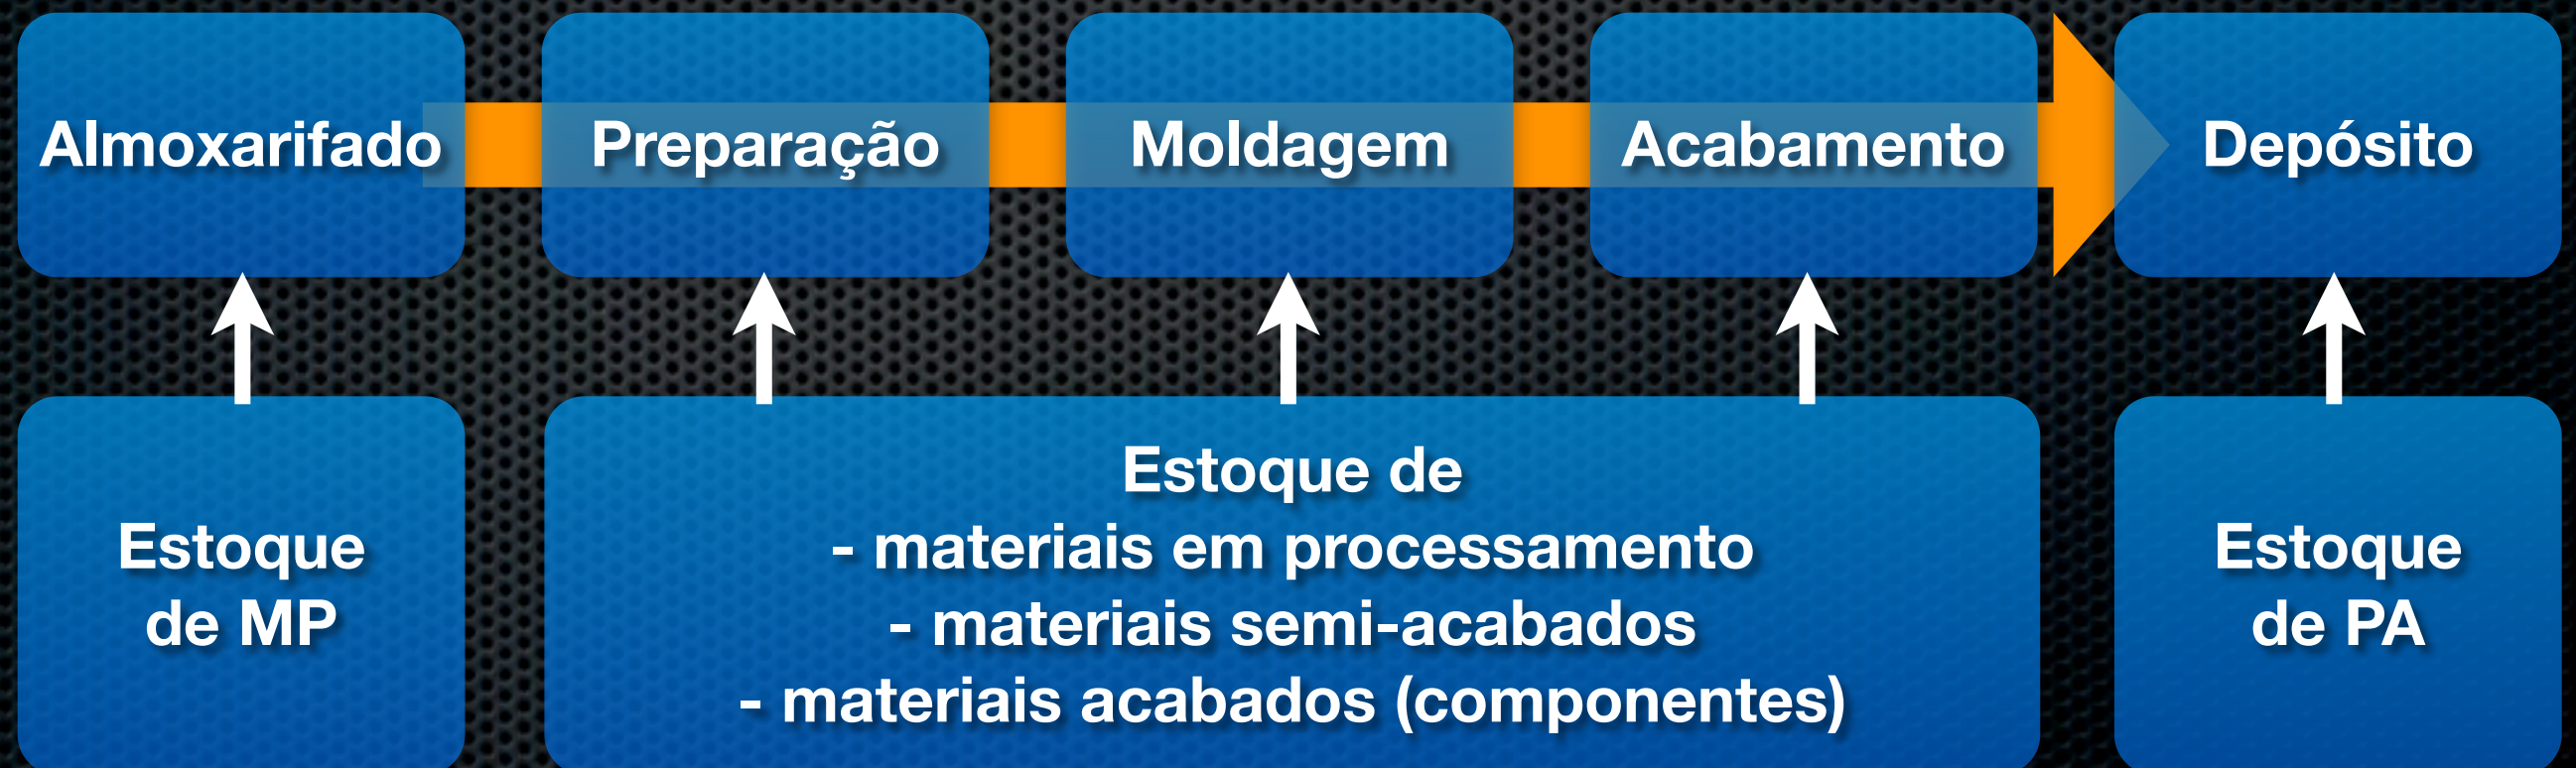 Almoxarifado
Preparação
Moldagem
Acabamento
Depósito
Estoque
de MP
Estoque de
- materiais em processamento
- materiais semi-acabados
- materiais acabados (componentes)
Estoque
de PA